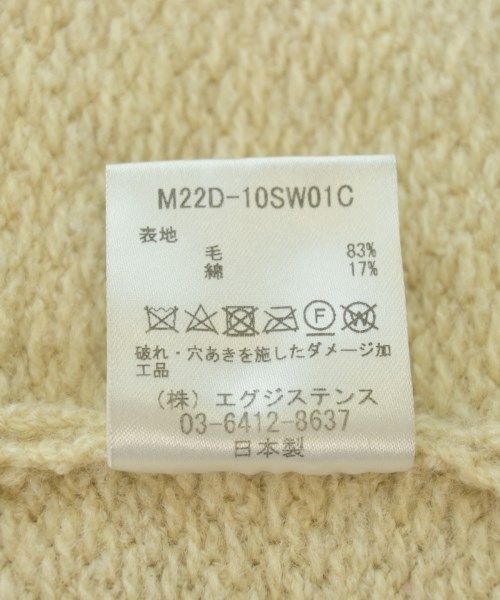 M22D-10SW01C
表地
毛 83%
綿 17%
F W
破れ・穴あきを施したダメージ加
工品
（株）エグジステンス
03-6412-8637
日本製